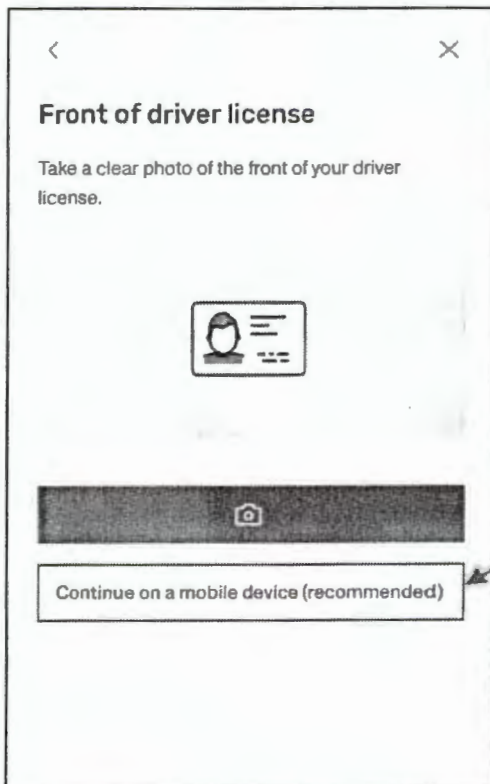 Front of driver license
Take a clear photo of the front of your driver
license.
Continue on a mobile device (recommended)